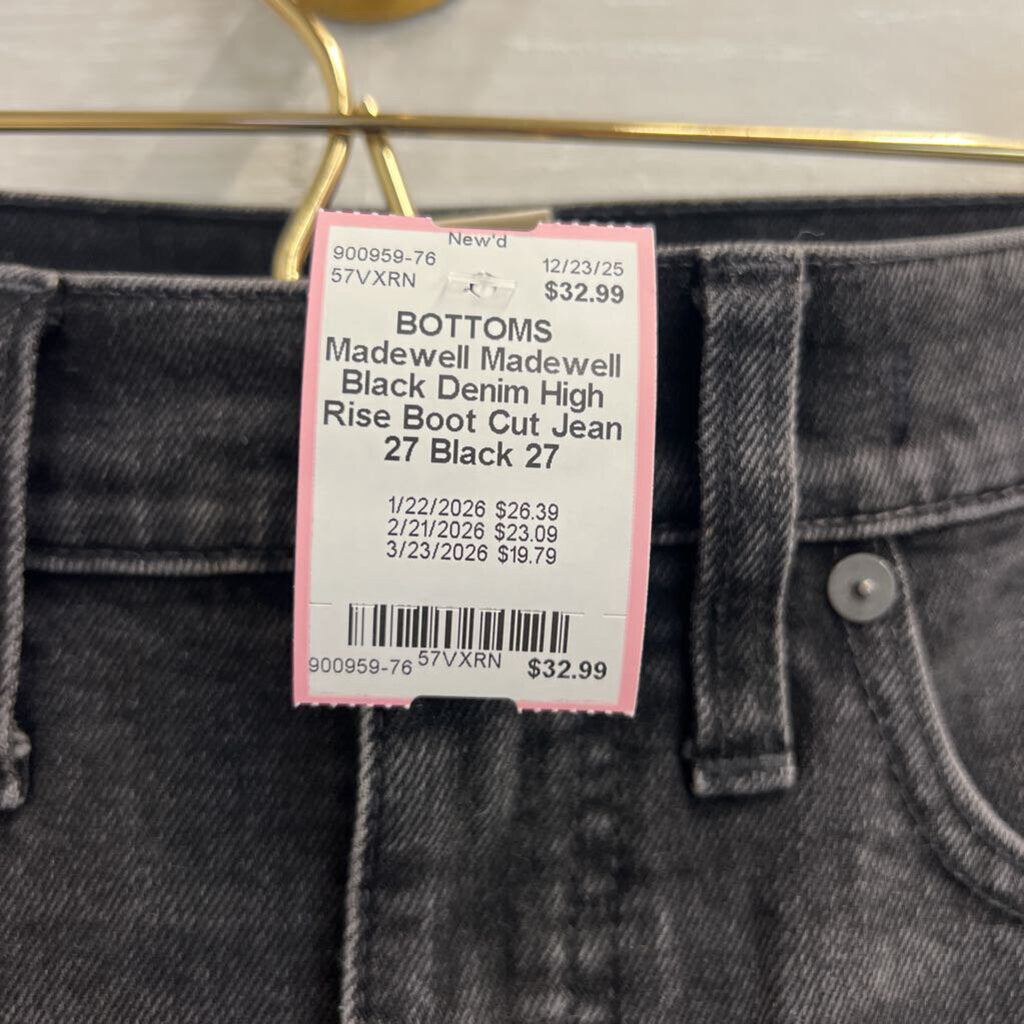 New'd
900959-76 12/23/25
57VXRN $32.99
BOTTOMS
Madewell Madewell
Black Denim High
Rise Boot Cut Jean
27 Black 27
1/22/2026 $26.39
2/21/2026 $23.09
3/23/2026 $19.79
900959-76 57VXRN $32.99